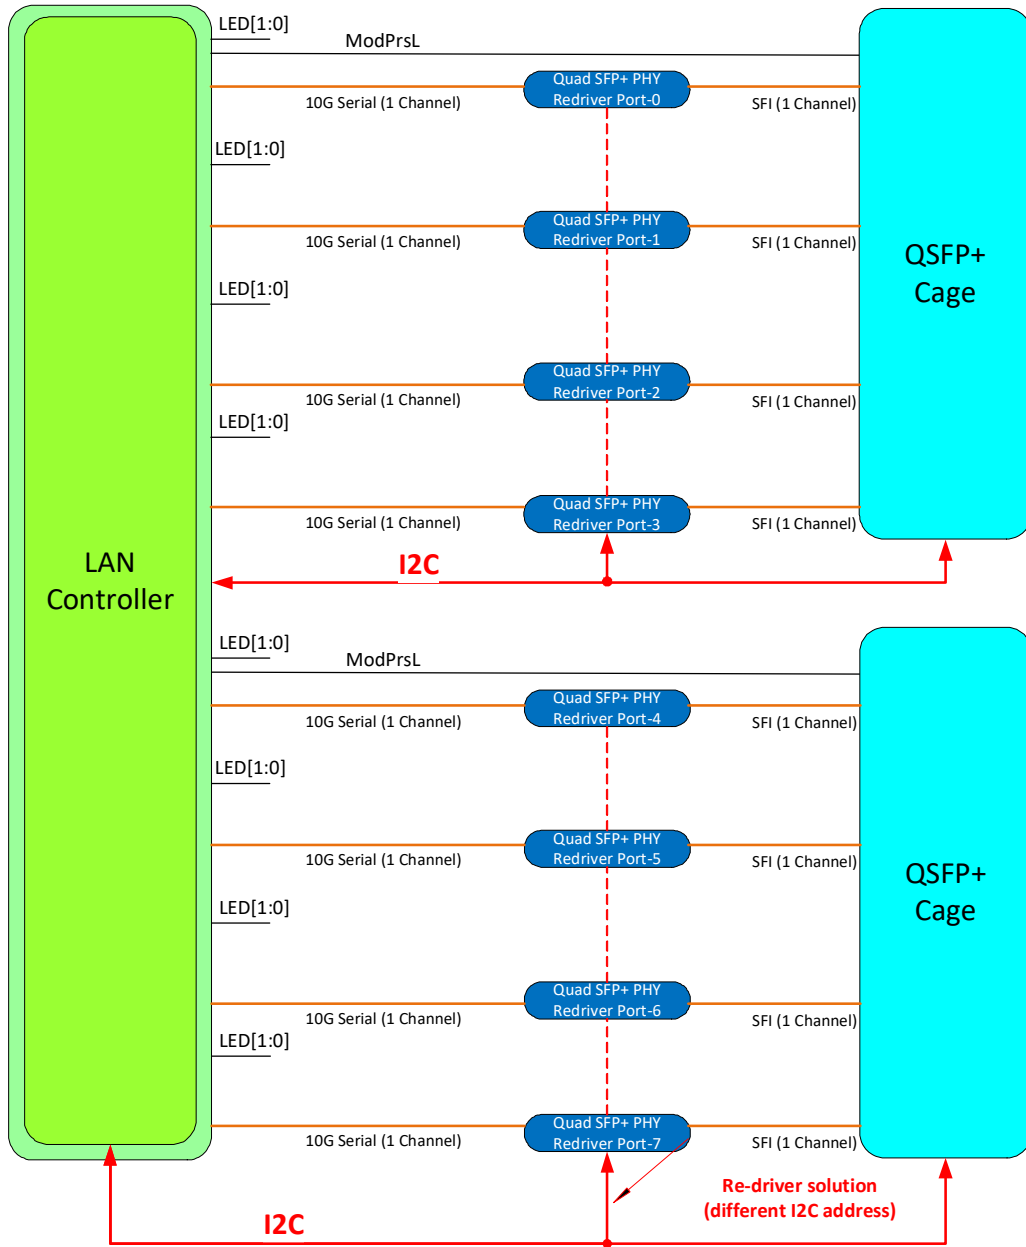 LED[1:0]
ModPrsL
Quad SFP+ PHY
Redriver Port-0
10G Serial (1 Channel)
SFI (1 Channel)
LED[1:0]
Quad SFP+ PHY
Redriver Port-1
10G Serial (1 Channel)
SFI (1 Channel)
QSFP+
Cage
LED[1:0]
Quad SFP+ PHY
Redriver Port-2
10G Serial (1 Channel)
SFI (1 Channel)
LED[1:0]
Quad SFP+ PHY
Redriver Port-3
10G Serial (1 Channel)
SFI (1 Channel)
LAN
Controller
I2C
LED[1:0]
ModPrsL
Quad SFP+ PHY
Redriver Port-4
10G Serial (1 Channel)
SFI (1 Channel)
LED[1:0]
Quad SFP+ PHY
Redriver Port-5
10G Serial (1 Channel)
SFI (1 Channel)
QSFP+
Cage
LED[1:0]
Quad SFP+ PHY
Redriver Port-6
10G Serial (1 Channel)
SFI (1 Channel)
LED[1:0]
Quad SFP+ PHY
Redriver Port-7
10G Serial (1 Channel)
SFI (1 Channel)
Re-driver solution
(different I2C address)
I2C